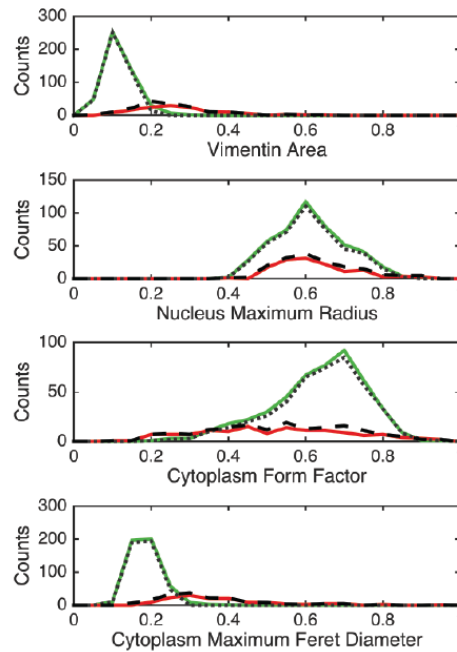 300
200
100
0
Counts
0 0.2 0.4 0.6 0.8
Vimentin Area
150
100
50
0
Counts
0 0.2 0.4 0.6 0.8
Nucleus Maximum Radius
100
50
0
Counts
0 0.2 0.4 0.6 0.8
Cytoplasm Form Factor
300
200
100
0
Counts
0 0.2 0.4 0.6 0.8
Cytoplasm Maximum Feret Diameter